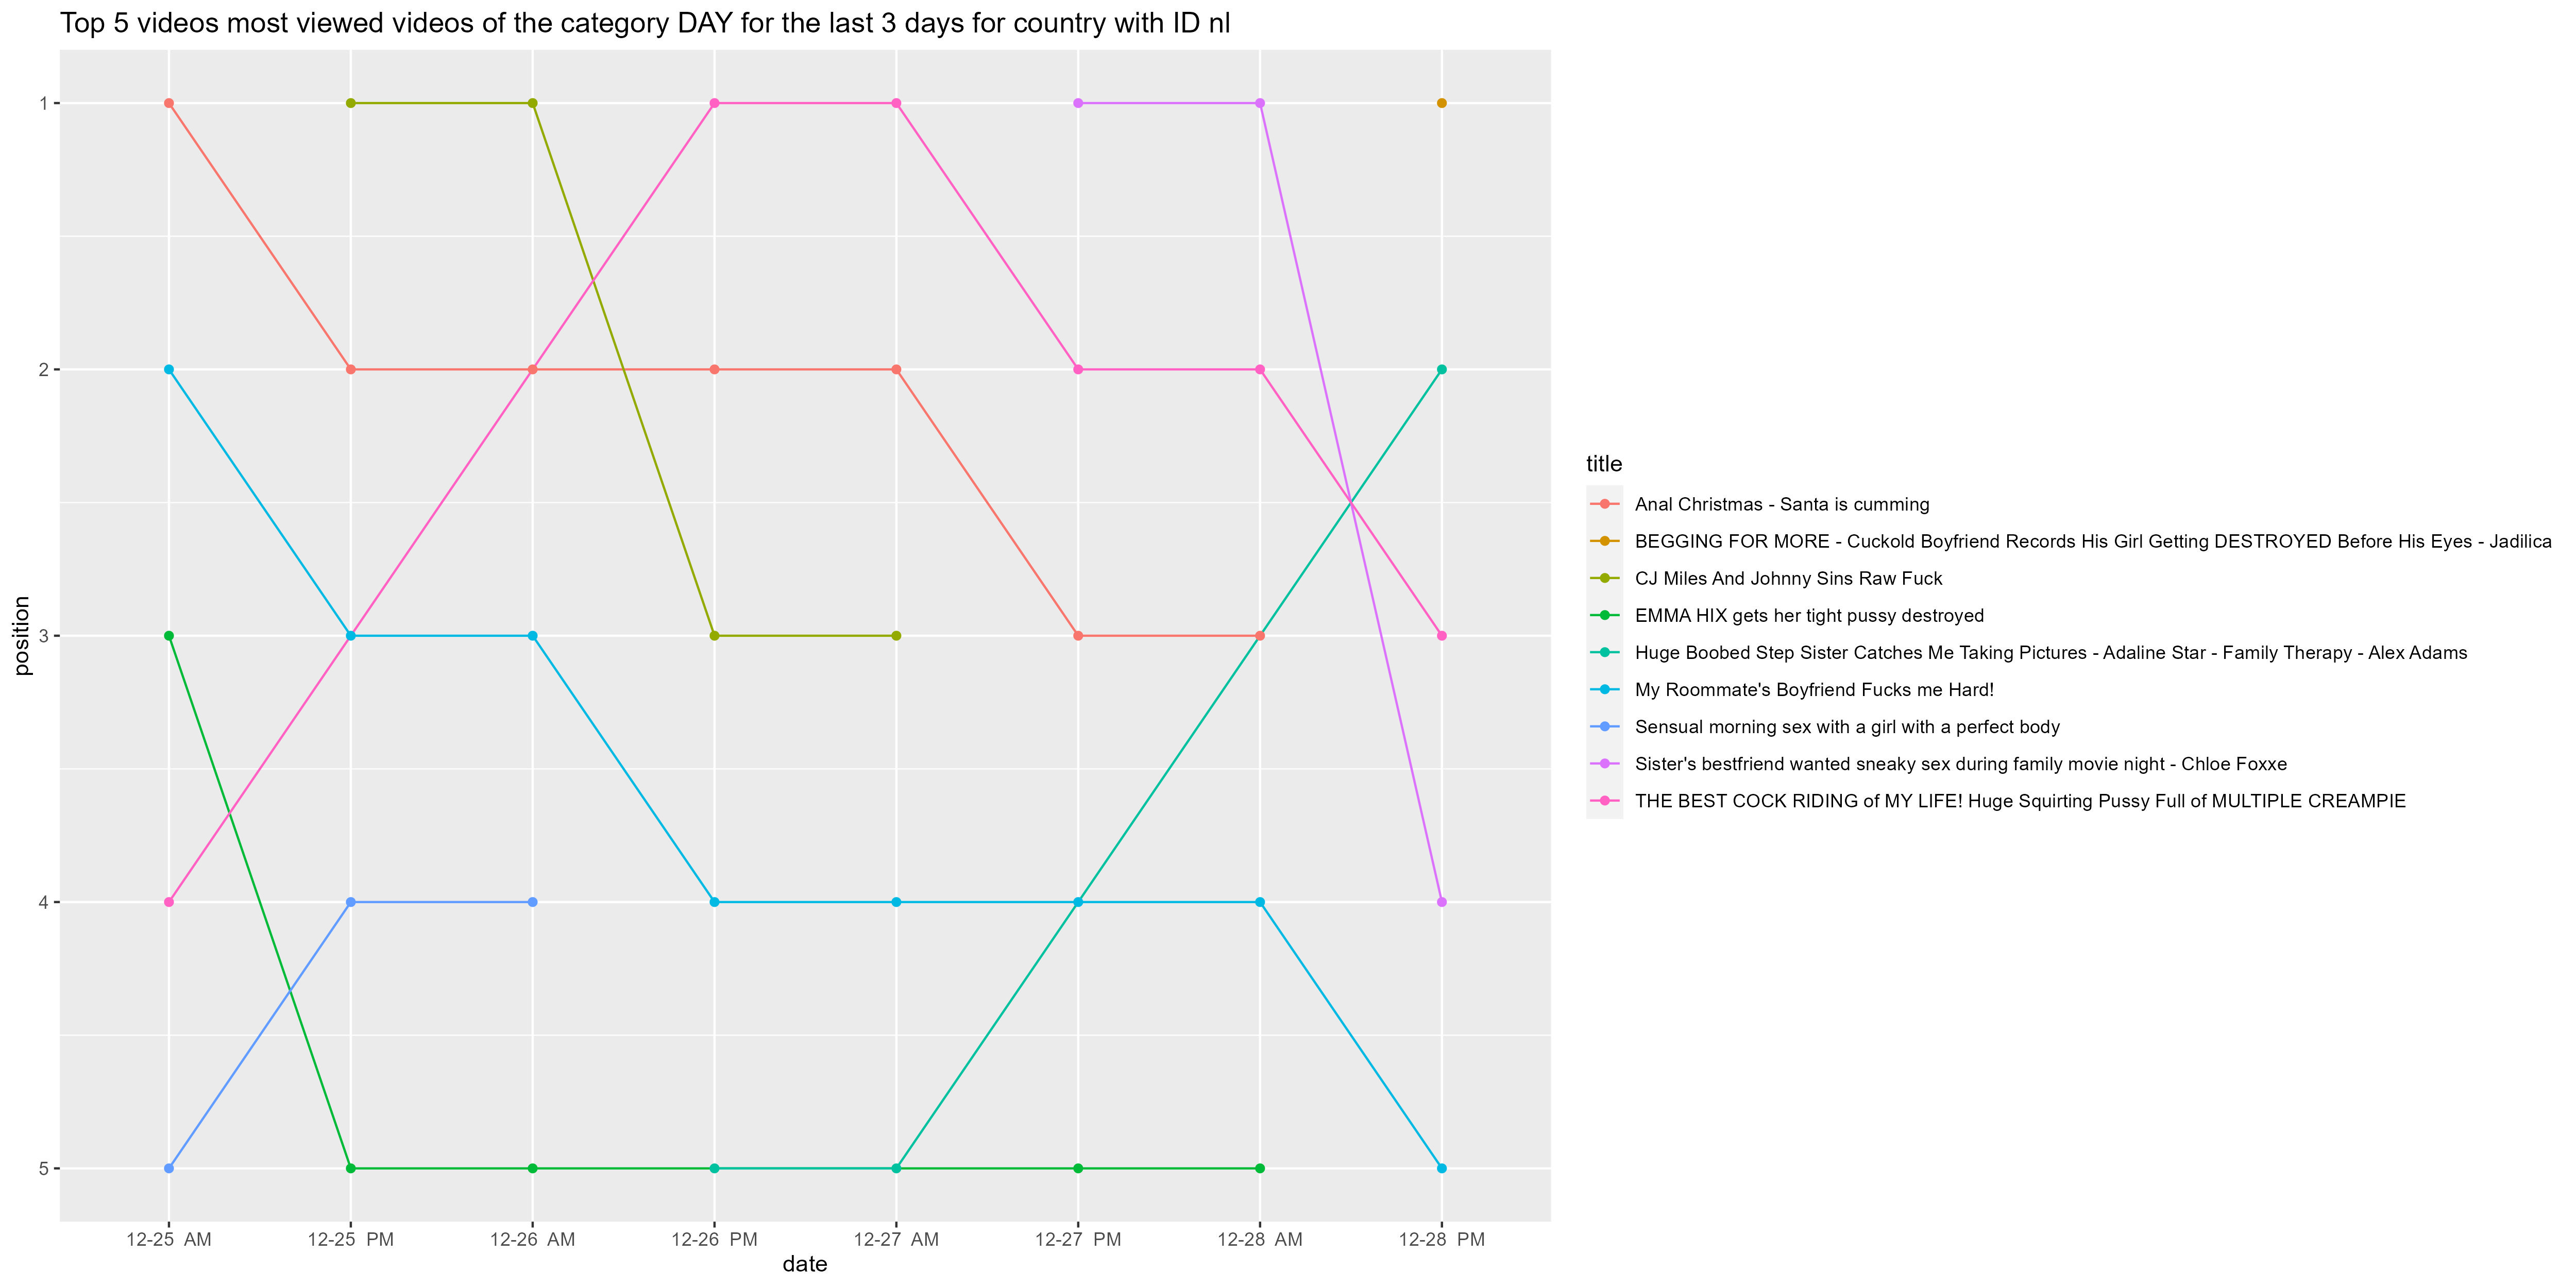 Top 5 videos most viewed videos of the category DAY for the last 3 days for country with ID nl
position
1
2
3
4
5
12-25 AM
12-25 PM
12-26 AM
12-26 PM
12-27 AM
12-27 PM
12-28 AM
12-28 PM
date
title
Anal Christmas - Santa is cumming
BEGGING FOR MORE - Cuckold Boyfriend Records His Girl Getting DESTROYED Before His Eyes - Jadilica
CJ Miles And Johnny Sins Raw Fuck
EMMA HIX gets her tight pussy destroyed
Huge Boobed Step Sister Catches Me Taking Pictures - Adaline Star - Family Therapy - Alex Adams
My Roommate's Boyfriend Fucks me Hard!
Sensual morning sex with a girl with a perfect body
Sister's bestfriend wanted sneaky sex during family movie night - Chloe Foxxe
THE BEST COCK RIDING of MY LIFE! Huge Squirting Pussy Full of MULTIPLE CREAMPIE